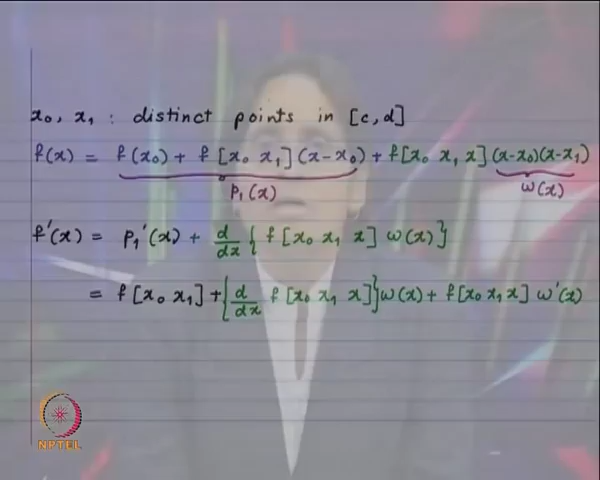 x₀, x₁ : distinct points in [c, d]
f(x) = f(x₀) + f[x₀ x₁](x-x₀) + f[x₀ x₁ x](x-x₀)(x-x₁)
p₁(x) ω(x)
f'(x) = p₁'(x) + d/dx { f[x₀ x₁ x] ω(x) }
= f[x₀ x₁] + { d/dx f[x₀ x₁ x] } ω(x) + f[x₀ x₁ x] ω'(x)
NPTEL